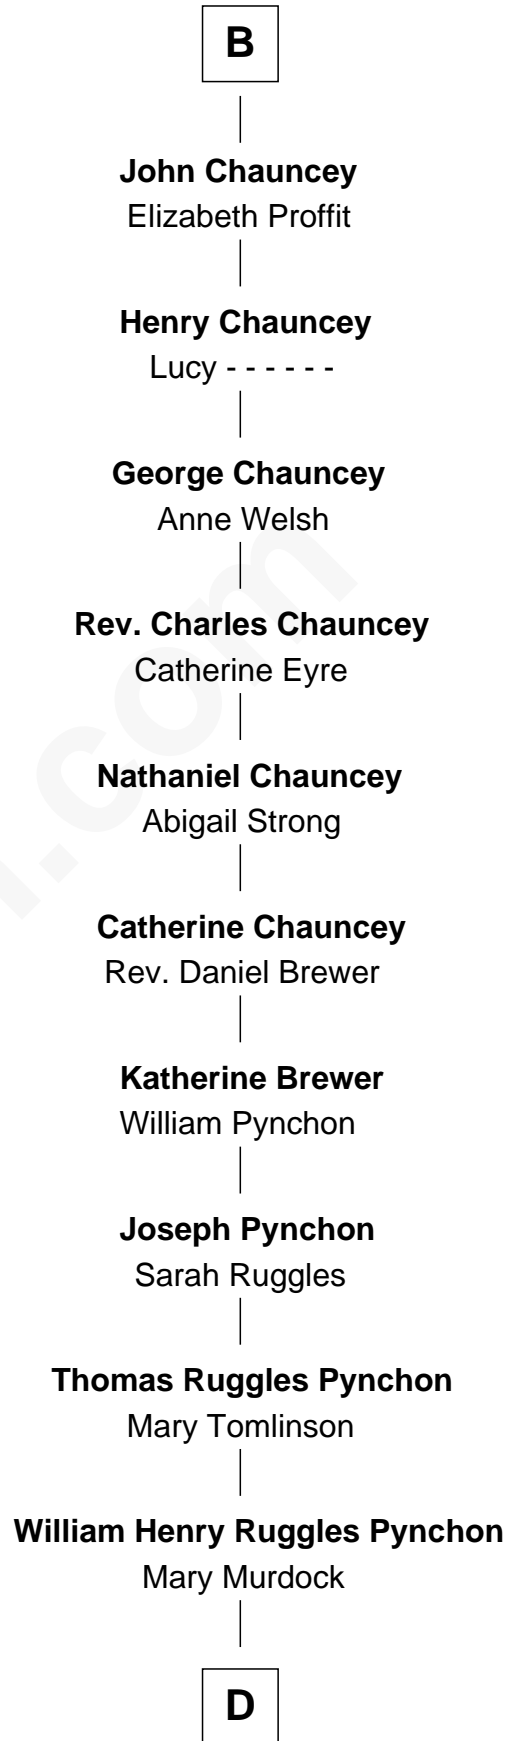 B
John Chauncey
Elizabeth Proffit
Henry Chauncey
Lucy - - - - - -
George Chauncey
Anne Welsh
Rev. Charles Chauncey
Catherine Eyre
Nathaniel Chauncey
Abigail Strong
Catherine Chauncey
Rev. Daniel Brewer
Katherine Brewer
William Pynchon
Joseph Pynchon
Sarah Ruggles
Thomas Ruggles Pynchon
Mary Tomlinson
William Henry Ruggles Pynchon
Mary Murdock
D